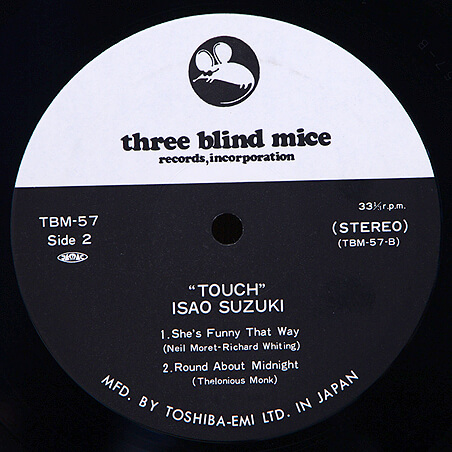 three blind mice
records, incorporation
TBM-57
Side 2
33⅓ r.p.m.
(STEREO)
(TBM-57-B)
"TOUCH"
ISAO SUZUKI
1. She's Funny That Way
(Neil Moret-Richard Whiting)
2. Round About Midnight
(Thelonious Monk)
MFD. BY TOSHIBA-EMI LTD. IN JAPAN